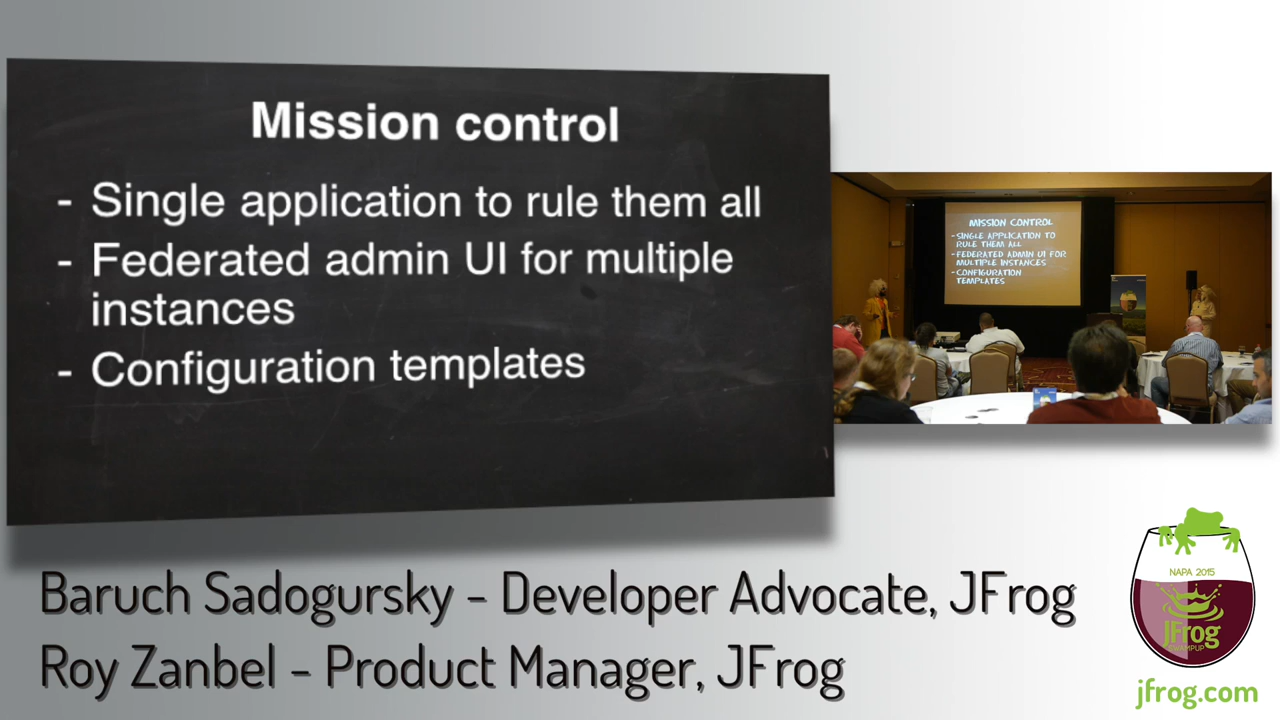 Mission control
- Single application to rule them all
- Federated admin UI for multiple
instances
- Configuration templates
MISSION CONTROL
-SINGLE APPLICATION TO
RULE THEM ALL
-FEDERATED ADMIN UI FOR
MULTIPLE INSTANCES
-CONFIGURATION
TEMPLATES
Baruch Sadogursky - Developer Advocate, JFrog
Roy Zanbel - Product Manager, JFrog
NAPA 2015
JFrog
SWAMPUP
jfrog.com